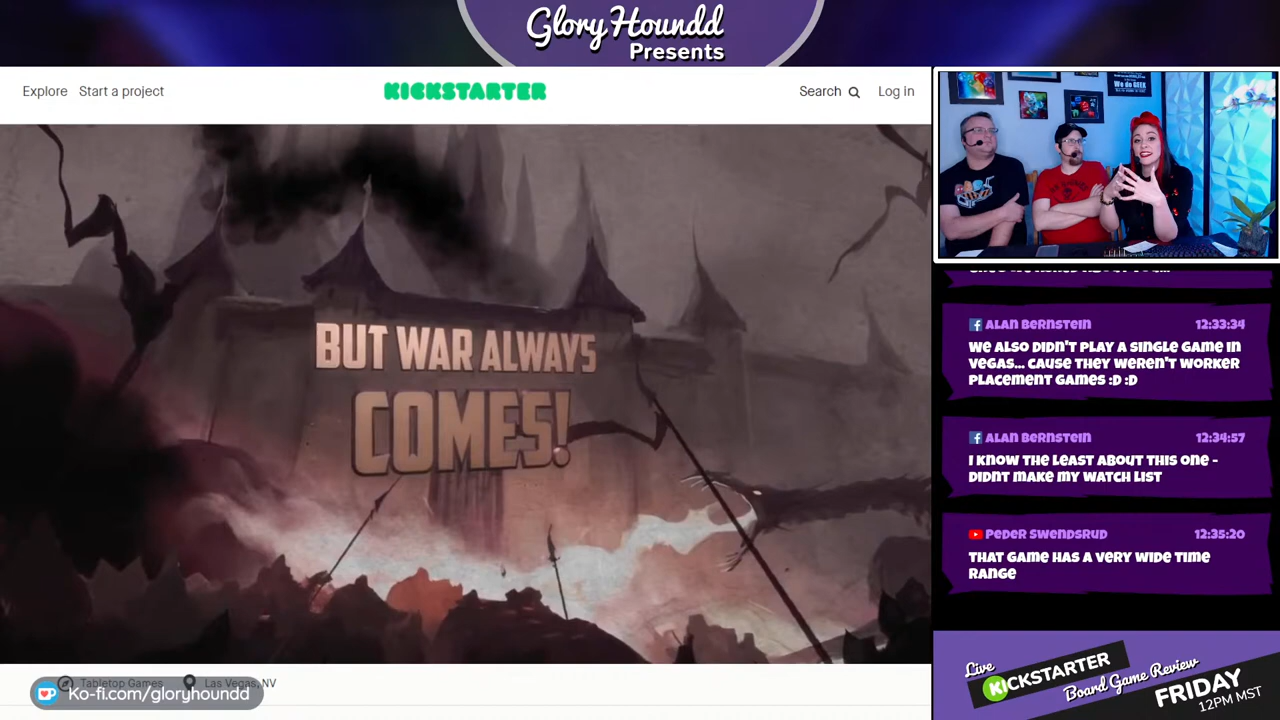 Glory Houndd
Presents
Explore Start a project
KICKSTARTER
Search Log in
We do GEEK
BUT WAR ALWAYS
COMES!
ALAN BERNSTEIN 12:33:34
WE ALSO DIDN'T PLAY A SINGLE GAME IN
VEGAS... CAUSE THEY WEREN'T WORKER
PLACEMENT GAMES :D :D
ALAN BERNSTEIN 12:34:57
I KNOW THE LEAST ABOUT THIS ONE -
DIDNT MAKE MY WATCH LIST
PEDER SWENDSRUD 12:35:20
THAT GAME HAS A VERY WIDE TIME
RANGE
Tabletop Games Las Vegas, NV
Ko-fi.com/gloryhoundd
Live
KICKSTARTER
Board Game Review
FRIDAY
12PM MST